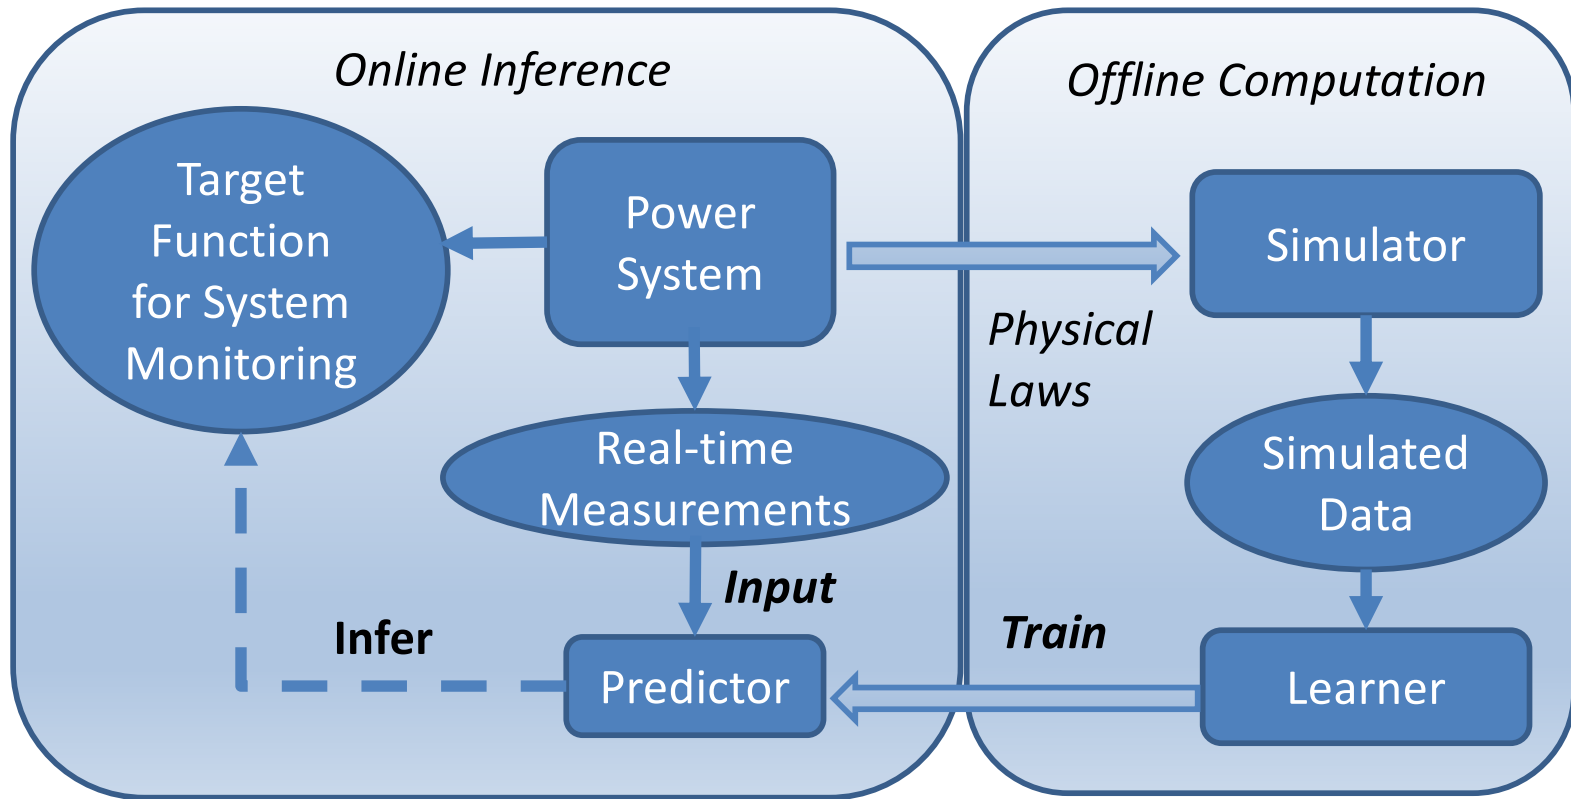 Online Inference
Target
Function
for System
Monitoring
Power
System
Real-time
Measurements
Input
Infer
Predictor
Offline Computation
Simulator
Physical
Laws
Simulated
Data
Train
Learner